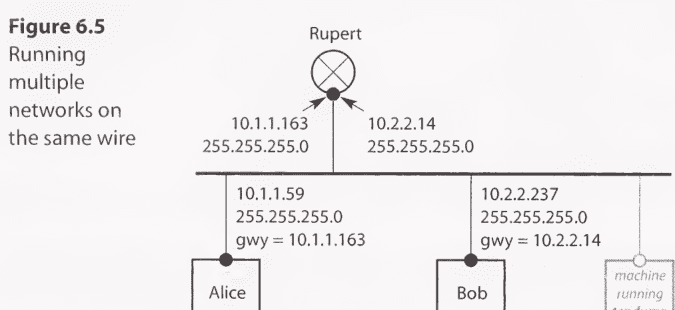 Figure 6.5
Running
multiple
networks on
the same wire
Rupert
10.1.1.163
255.255.255.0
10.2.2.14
255.255.255.0
10.1.1.59
255.255.255.0
gwy = 10.1.1.163
10.2.2.237
255.255.255.0
gwy = 10.2.2.14
Alice
Bob
machine
running